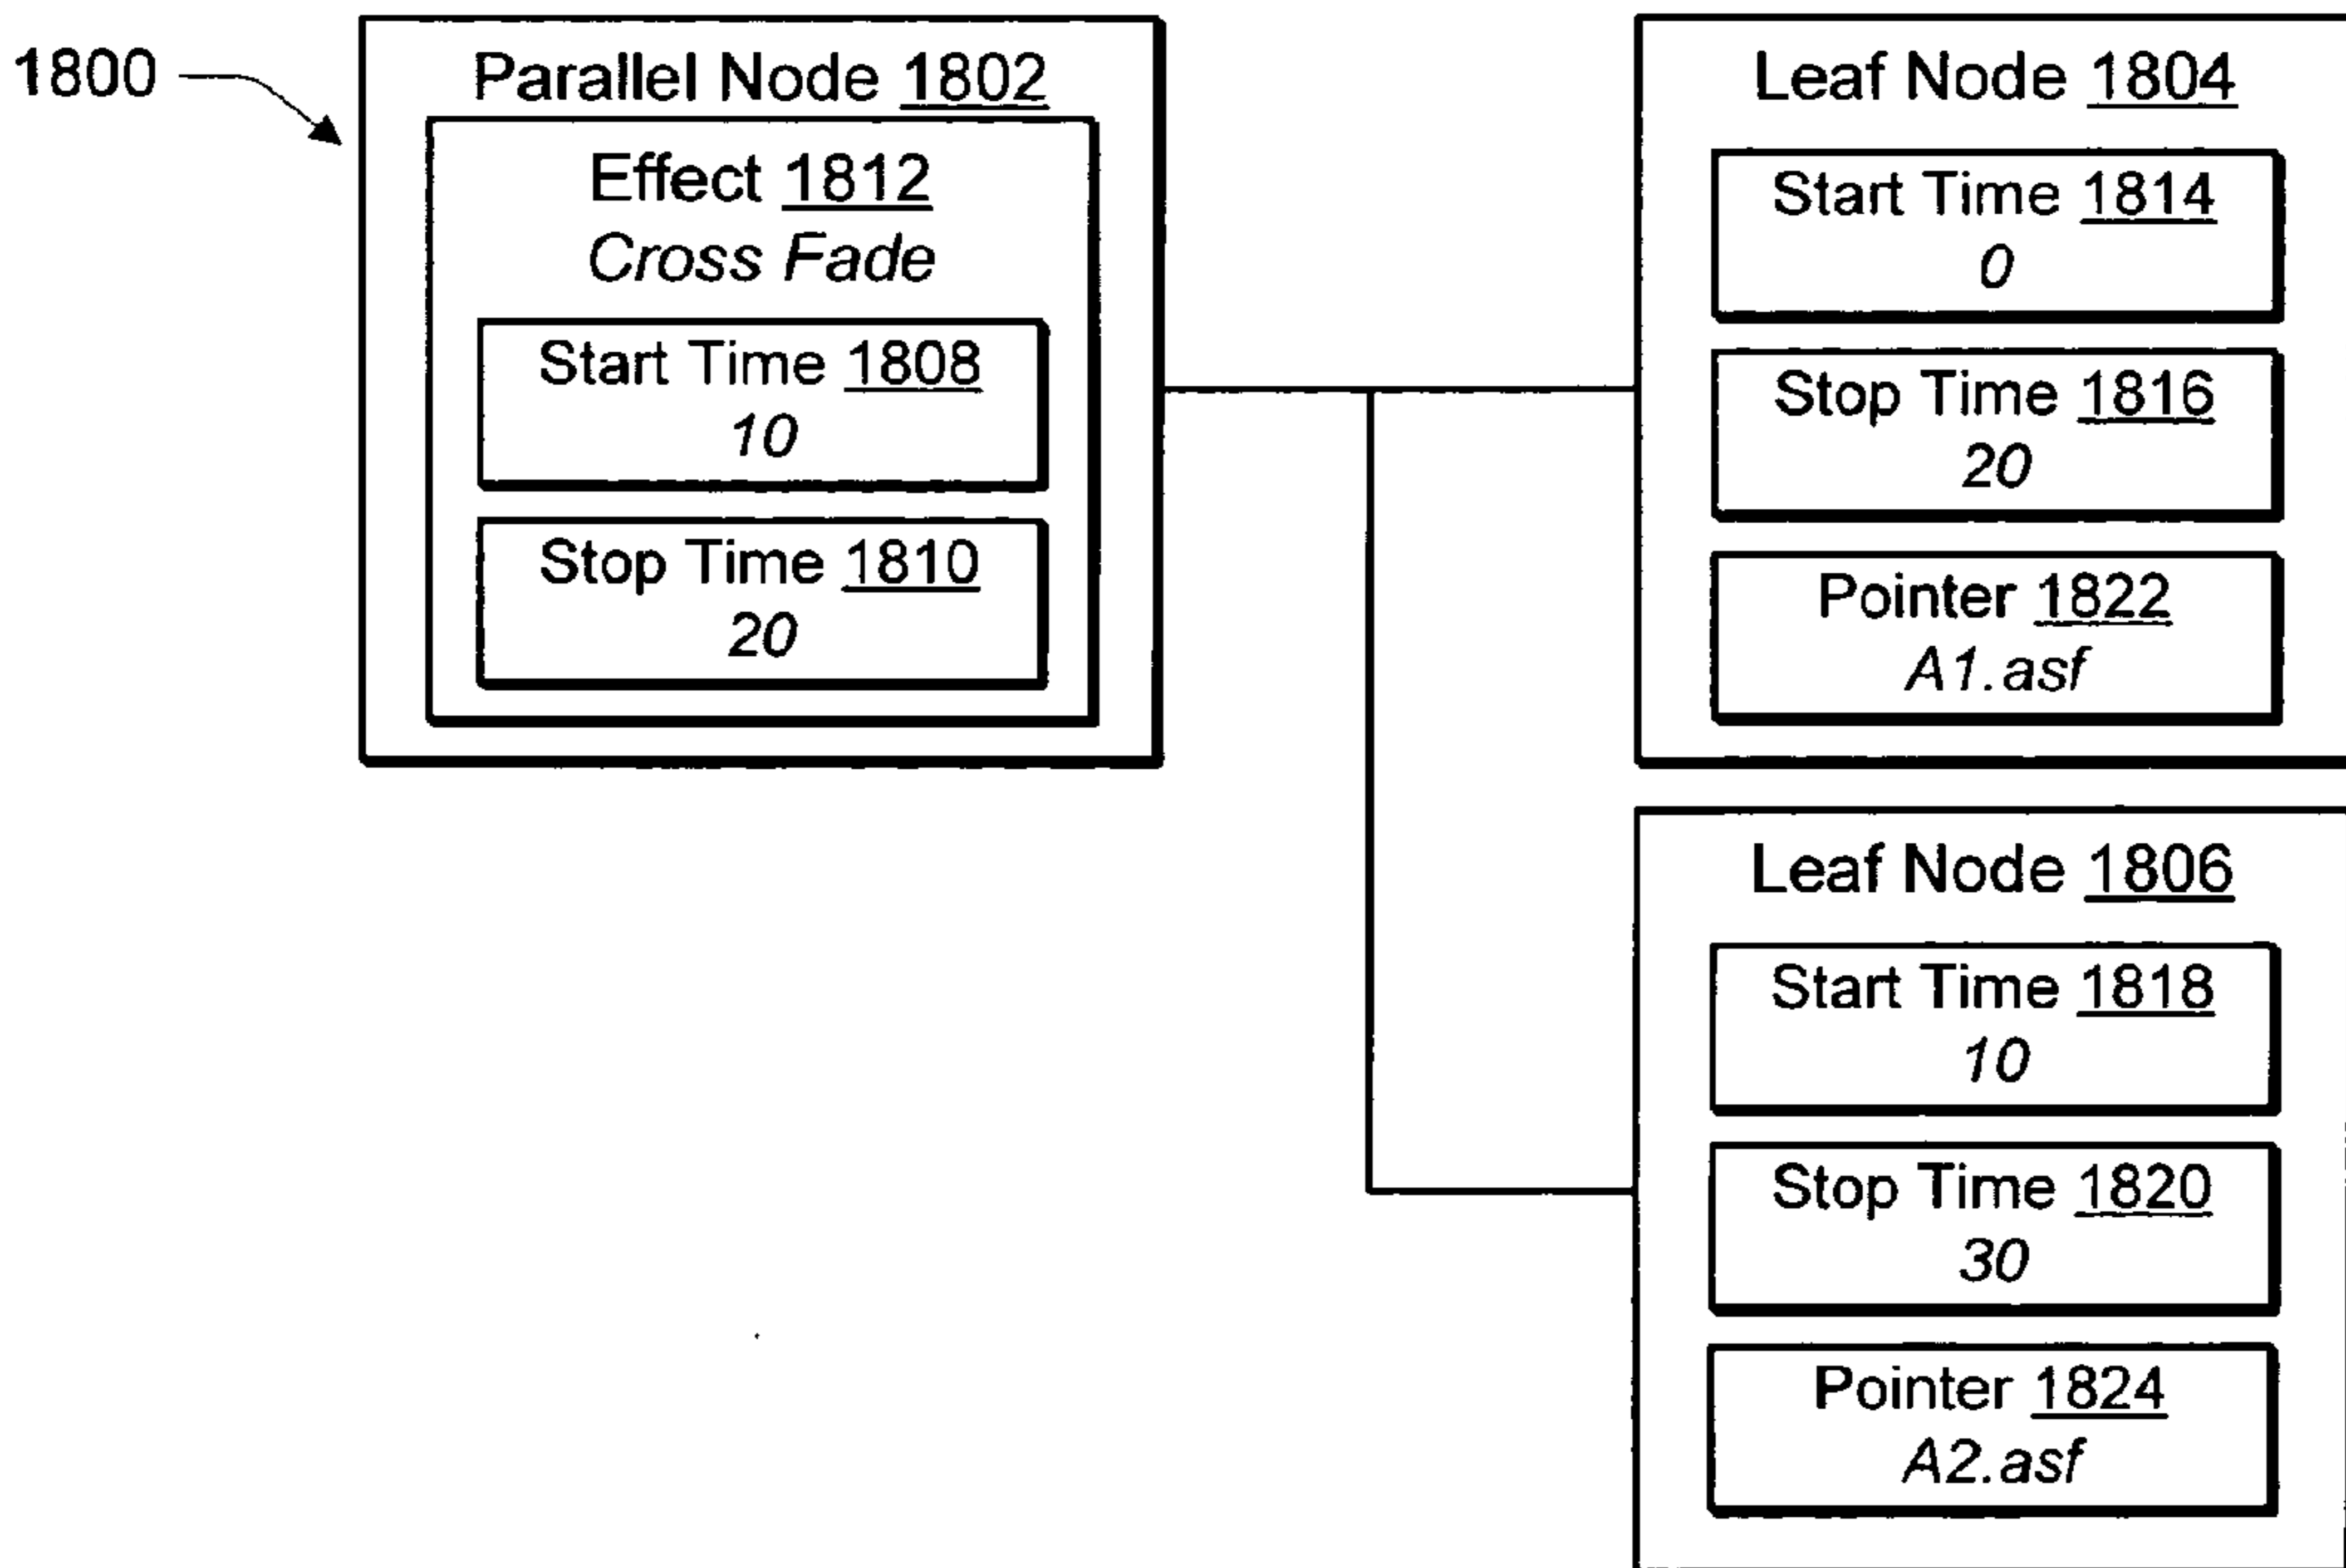 1800
Parallel Node 1802
Effect 1812
Cross Fade
Start Time 1808
10
Stop Time 1810
20
Leaf Node 1804
Start Time 1814
0
Stop Time 1816
20
Pointer 1822
A1.asf
Leaf Node 1806
Start Time 1818
10
Stop Time 1820
30
Pointer 1824
A2.asf